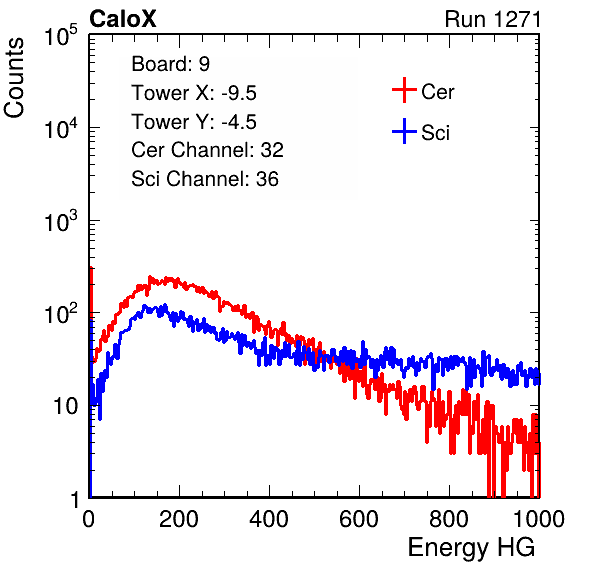 CaloX Run 1271
Counts
Board: 9
Tower X: -9.5
Tower Y: -4.5
Cer Channel: 32
Sci Channel: 36
Cer
Sci
10^5
10^4
10^3
10^2
10
1
0 200 400 600 800 1000
Energy HG